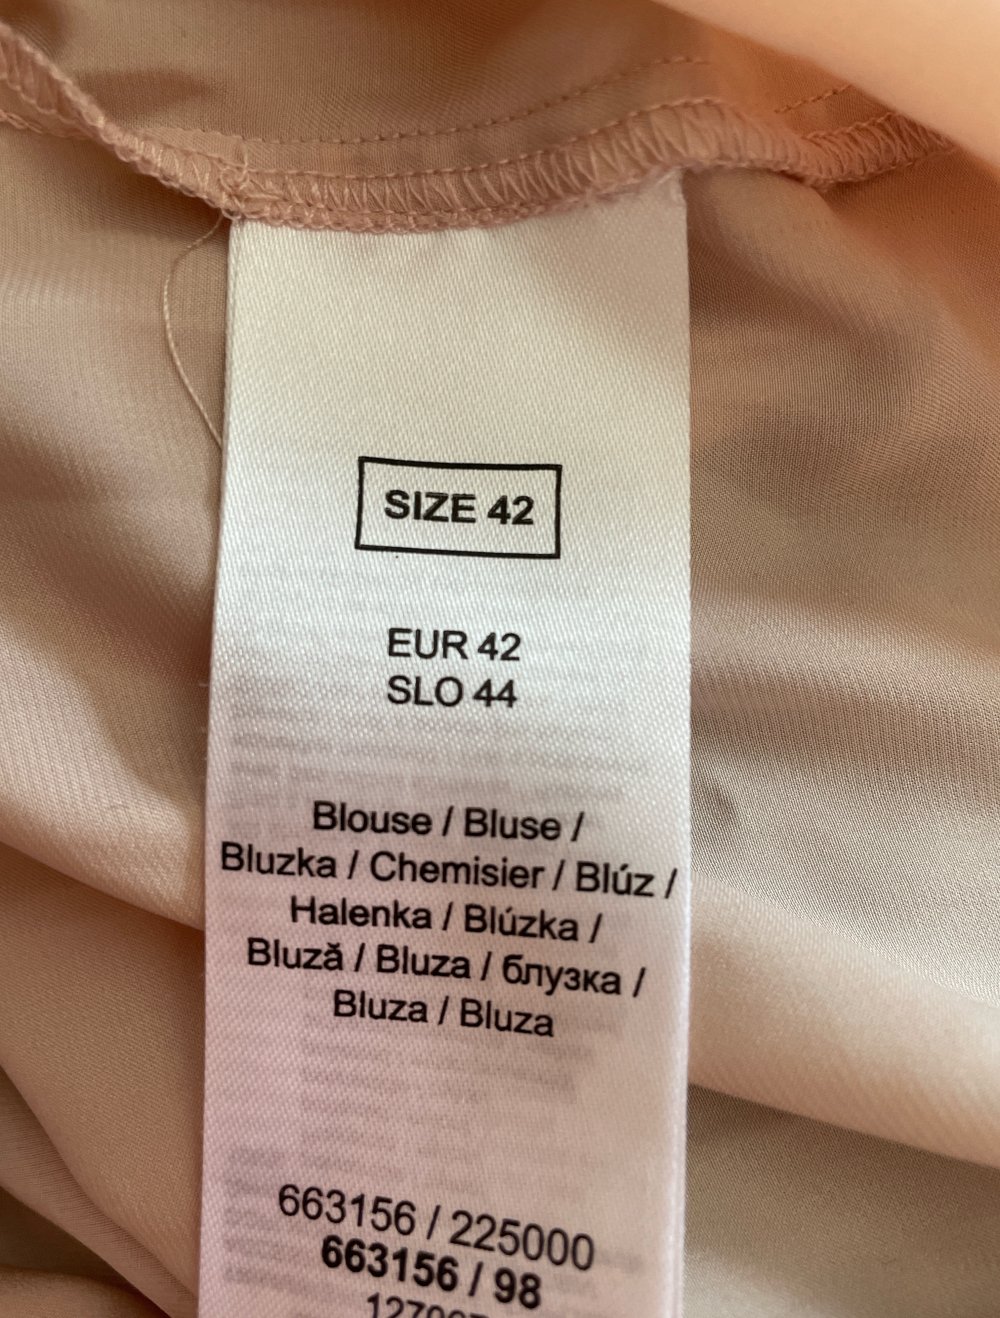 SIZE 42
EUR 42
SLO 44
Blouse / Bluse /
Bluzka / Chemisier / Blúz /
Halenka / Blúzka /
Bluză / Bluza / блузка /
Bluza / Bluza
663156 / 225000
663156 / 98